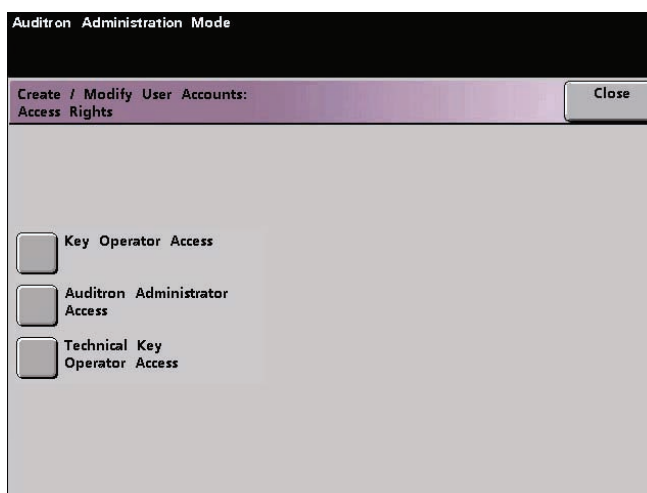 Auditron Administration Mode
Create / Modify User Accounts:
Access Rights
Close
Key Operator Access
Auditron Administrator
Access
Technical Key
Operator Access